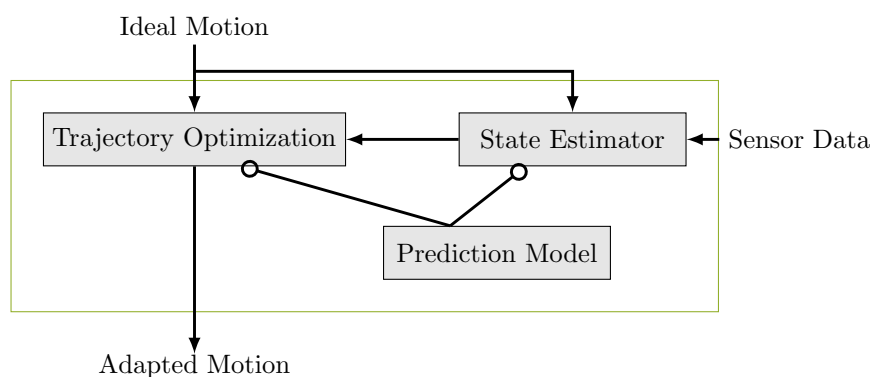 Ideal Motion
Trajectory Optimization
State Estimator
Sensor Data
Prediction Model
Adapted Motion